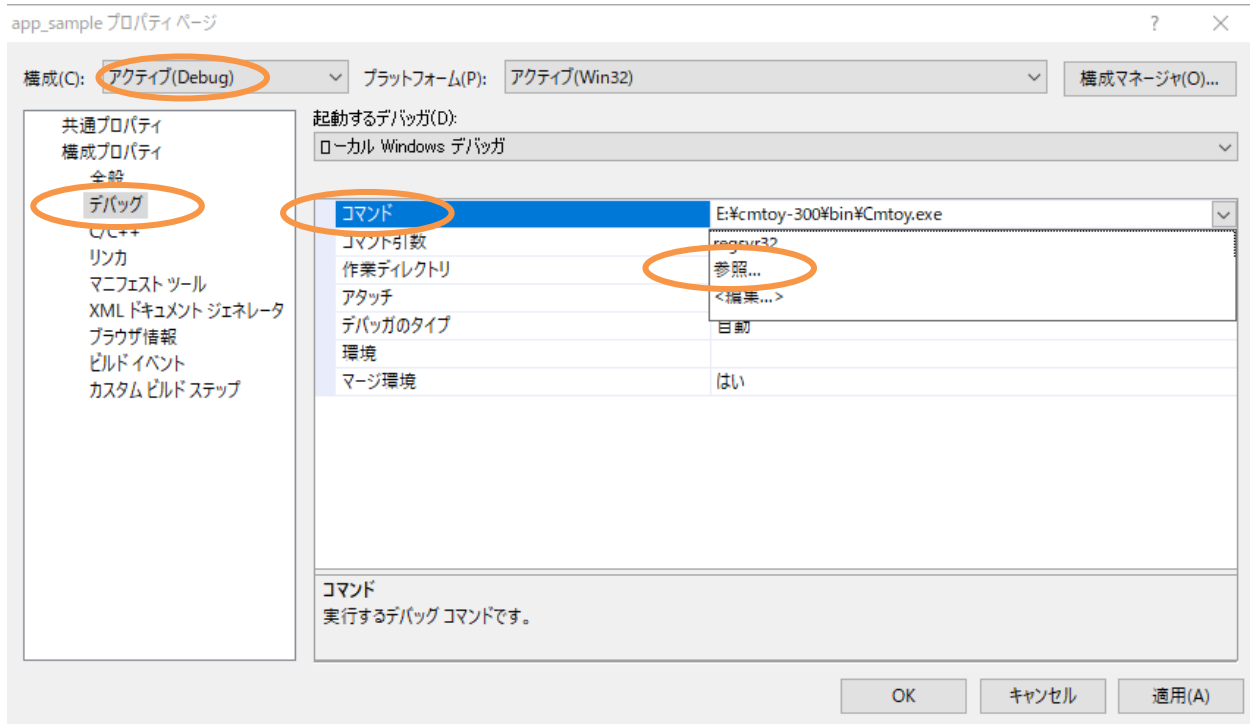 app_sample プロパティ ページ
? ×
構成(C): アクティブ(Debug) プラットフォーム(P): アクティブ(Win32) 構成マネージャ(O)...
共通プロパティ
構成プロパティ
全般
デバッグ
C/C++
リンカ
マニフェスト ツール
XML ドキュメント ジェネレータ
ブラウザ情報
ビルド イベント
カスタム ビルド ステップ
起動するデバッガ(D):
ローカル Windows デバッガ
コマンド E:¥cmtoy-300¥bin¥Cmtoy.exe
コマンド引数 regsvr32
作業ディレクトリ 参照...
アタッチ <編集...>
デバッガのタイプ 自動
環境
マージ環境 はい
コマンド
実行するデバッグ コマンドです。
OK キャンセル 適用(A)